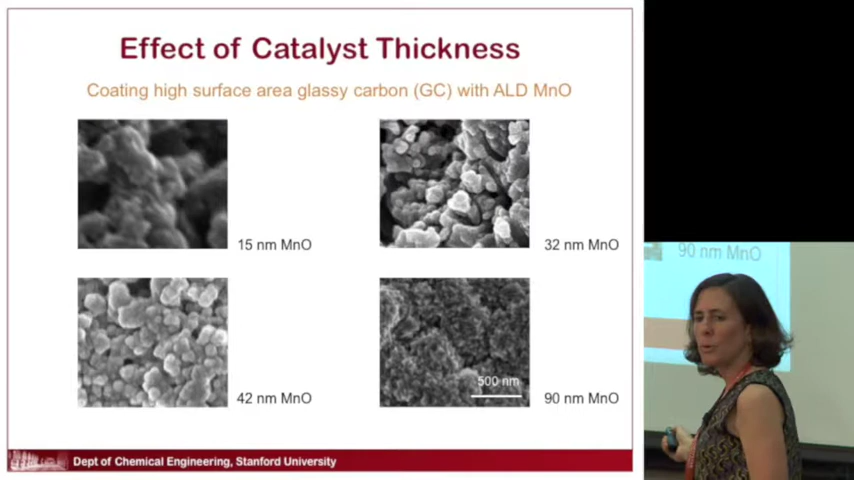 Effect of Catalyst Thickness
Coating high surface area glassy carbon (GC) with ALD MnO
15 nm MnO
32 nm MnO
42 nm MnO
500 nm
90 nm MnO
Dept of Chemical Engineering, Stanford University
90 nm MnO